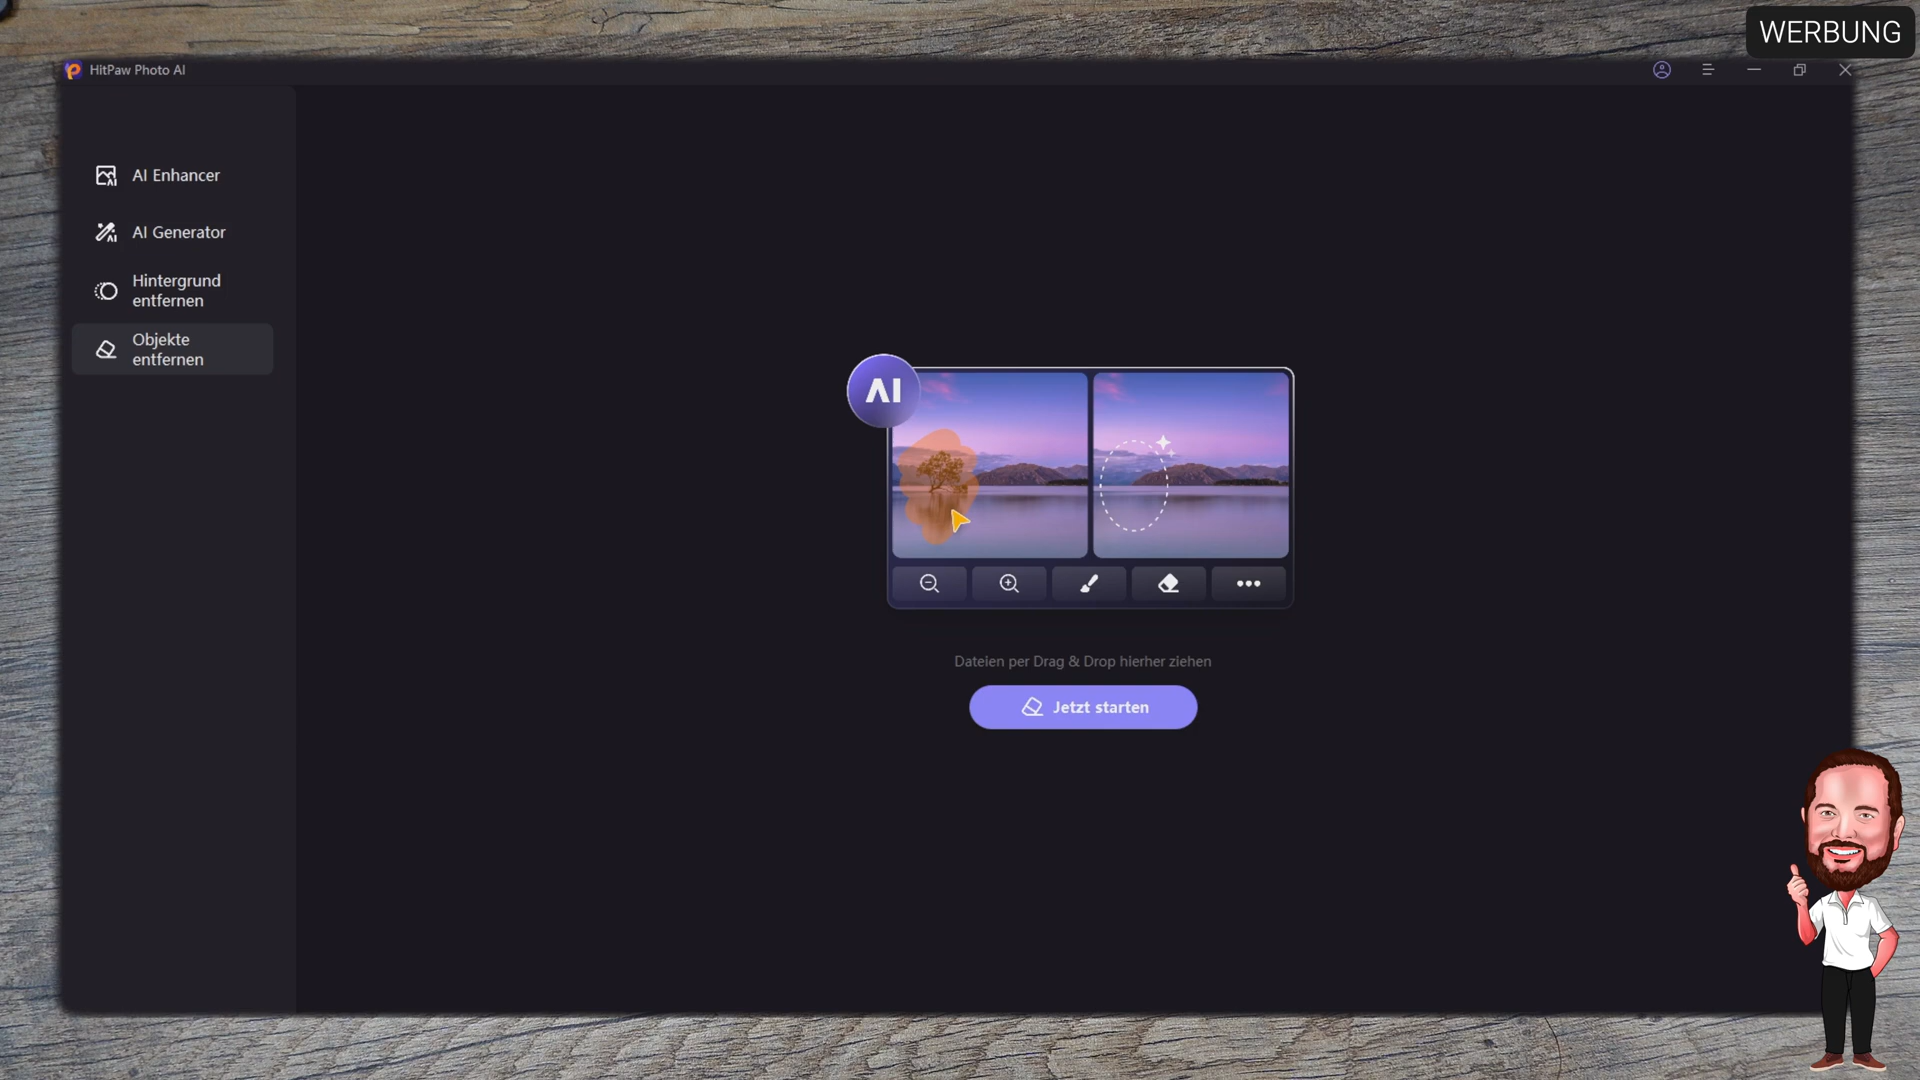 WERBUNG
HitPaw Photo AI
AI Enhancer
AI Generator
Hintergrund
entfernen
Objekte
entfernen
AI
Dateien per Drag & Drop hierher ziehen
Jetzt starten